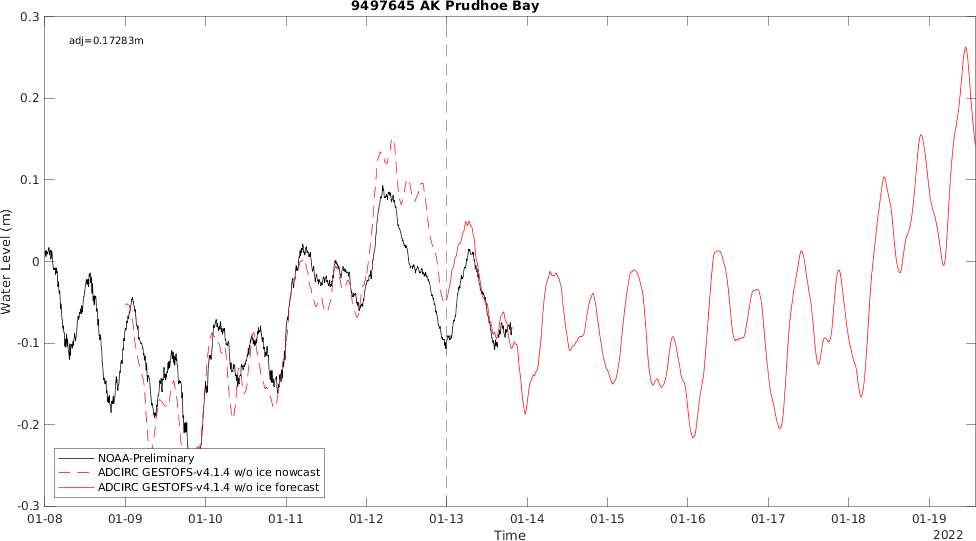 9497645 AK Prudhoe Bay
adj=0.17283m
Water Level (m)
0.3
0.2
0.1
0
-0.1
-0.2
-0.3
NOAA-Preliminary
ADCIRC GESTOFS-v4.1.4 w/o ice nowcast
ADCIRC GESTOFS-v4.1.4 w/o ice forecast
01-08 01-09 01-10 01-11 01-12 01-13 01-14 01-15 01-16 01-17 01-18 01-19
Time
2022